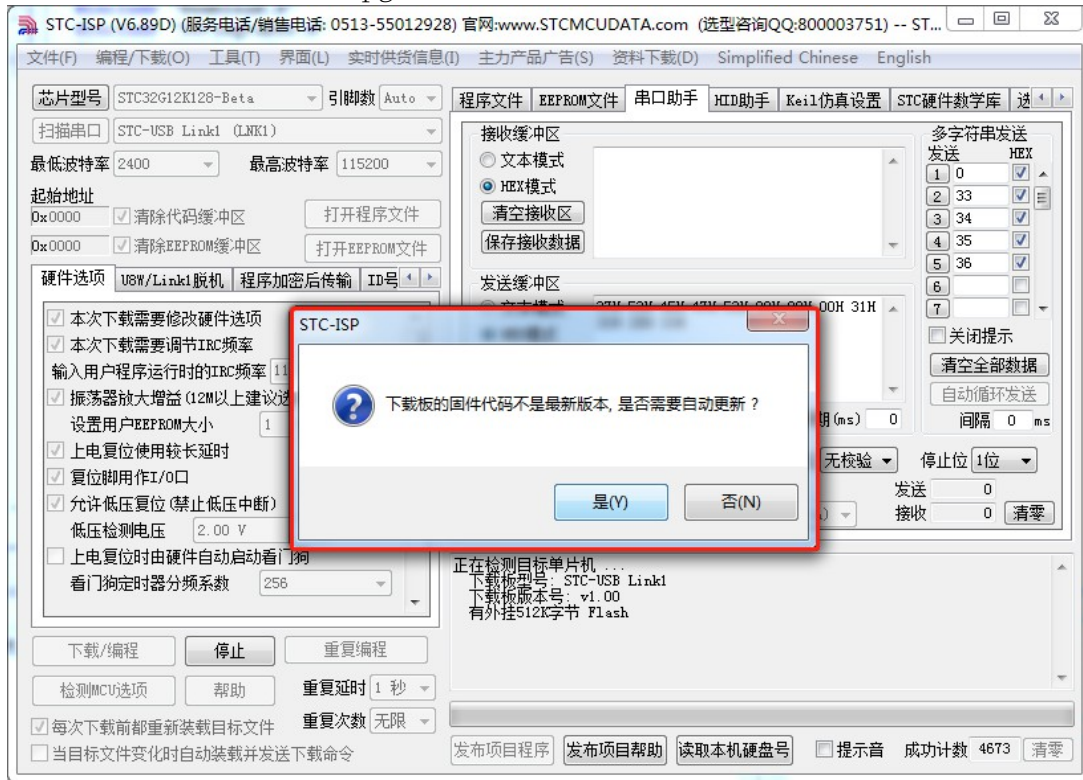 STC-ISP (V6.89D) (服务电话/销售电话: 0513-55012928) 官网:www.STCMCUDATA.com (选型咨询QQ:800003751) -- ST...
文件(F) 编程/下载(O) 工具(T) 界面(L) 实时供货信息(I) 主力产品广告(S) 资料下载(D) Simplified Chinese English
芯片型号 STC32G12K128-Beta 引脚数 Auto
扫描串口 STC-USB Link1 (LNK1)
最低波特率 2400 最高波特率 115200
起始地址
0x0000 清除代码缓冲区 打开程序文件
0x0000 清除EEPROM缓冲区 打开EEPROM文件
硬件选项 U8W/Link1脱机 程序加密后传输 ID号
本次下载需要修改硬件选项
本次下载需要调节IRC频率
输入用户程序运行时的IRC频率 11
振荡器放大增益(12M以上建议选
设置用户EEPROM大小 1
上电复位使用较长延时
复位脚用作I/O口
允许低压复位(禁止低压中断)
低压检测电压 2.00 V
上电复位时由硬件自动启动看门狗
看门狗定时器分频系数 256
下载/编程 停止 重复编程
检测MCU选项 帮助 重复延时 1 秒
每次下载前都重新装载目标文件 重复次数 无限
当目标文件变化时自动装载并发送下载命令
程序文件 EEPROM文件 串口助手 HID助手 Keil仿真设置 STC硬件数学库 选
接收缓冲区
文本模式
HEX模式
清空接收区
保存接收数据
多字符串发送
发送 HEX
1 0
2 33
3 34
4 35
5 36
6
7
关闭提示
清空全部数据
自动循环发送
间隔 0 ms
发送缓冲区
00H 31H
期(ms) 0
无校验 停止位 1位
发送 0
接收 0 清零
STC-ISP
下载板的固件代码不是最新版本, 是否需要自动更新 ?
是(Y) 否(N)
正在检测目标单片机 ...
下载板型号: STC-USB Link1
下载板版本号: v1.00
有外挂512K字节 Flash
发布项目程序 发布项目帮助 读取本机硬盘号 提示音 成功计数 4673 清零